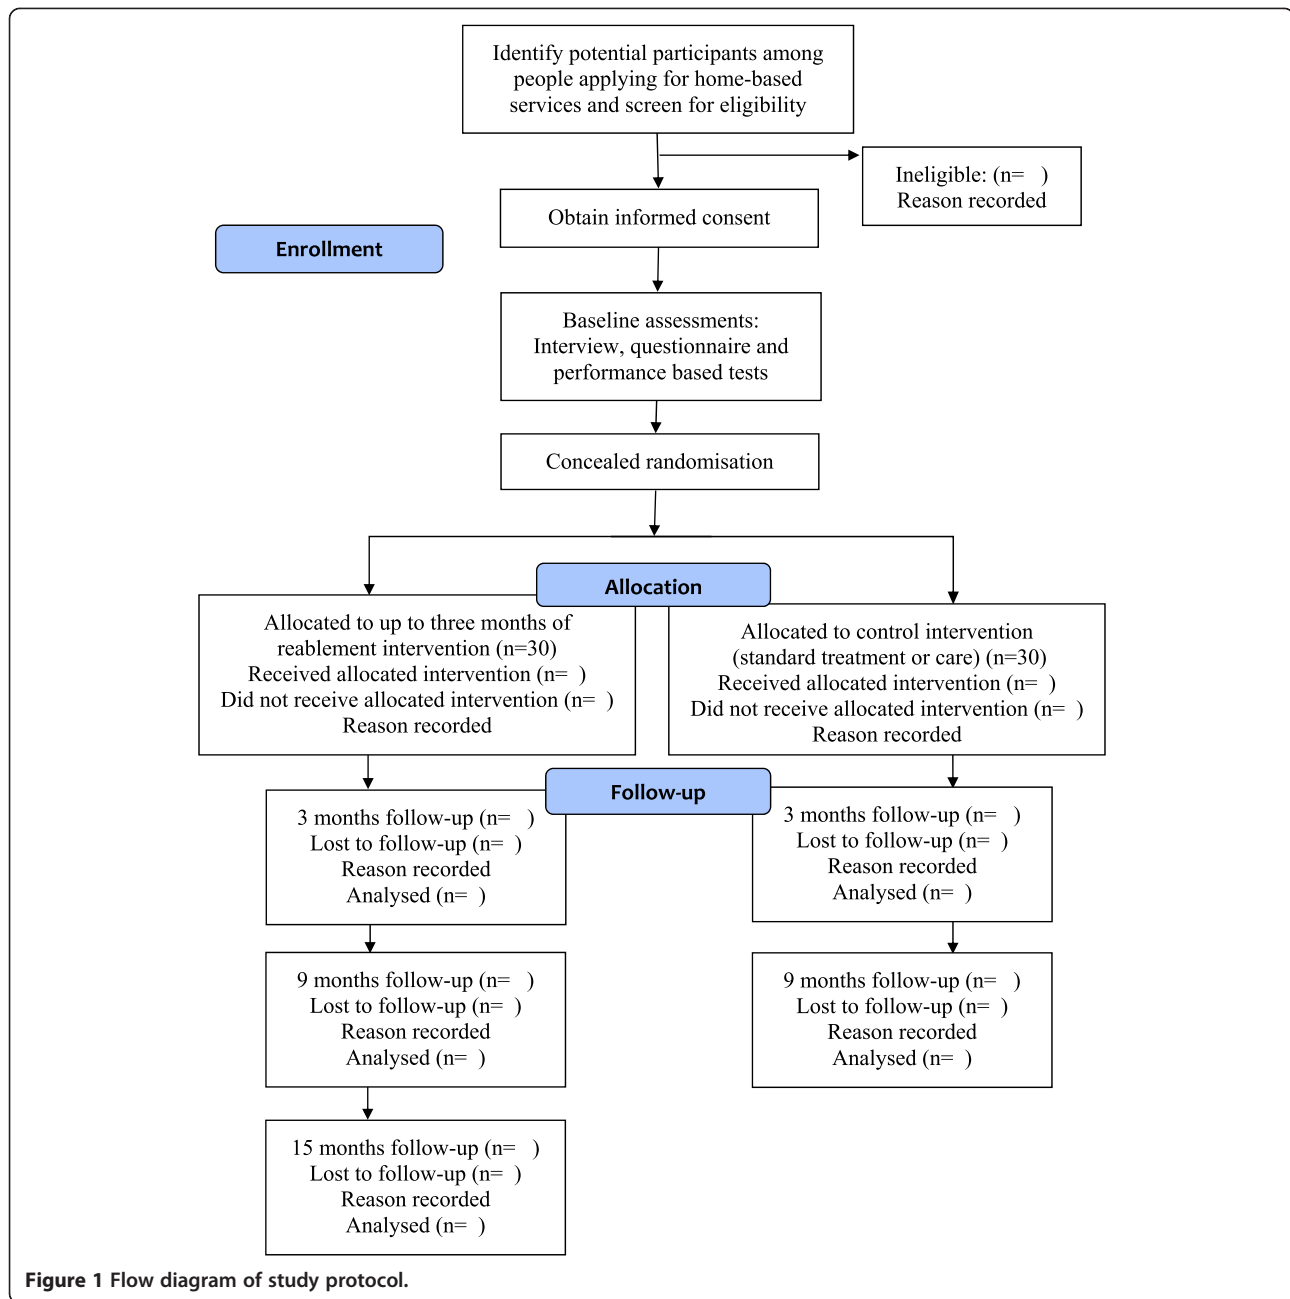 Identify potential participants among
people applying for home-based
services and screen for eligibility
Ineligible: (n=   )
Reason recorded
Obtain informed consent
Enrollment
Baseline assessments:
Interview, questionnaire and
performance based tests
Concealed randomisation
Allocation
Allocated to up to three months of
reablement intervention (n=30)
Received allocated intervention (n=  )
Did not receive allocated intervention (n=  )
Reason recorded
Allocated to control intervention
(standard treatment or care) (n=30)
Received allocated intervention (n=  )
Did not receive allocated intervention (n=  )
Reason recorded
Follow-up
3 months follow-up (n=   )
Lost to follow-up (n=  )
Reason recorded
Analysed (n=  )
3 months follow-up (n=   )
Lost to follow-up (n=  )
Reason recorded
Analysed (n=  )
9 months follow-up (n=   )
Lost to follow-up (n=  )
Reason recorded
Analysed (n=  )
9 months follow-up (n=   )
Lost to follow-up (n=  )
Reason recorded
Analysed (n=  )
15 months follow-up (n=   )
Lost to follow-up (n=  )
Reason recorded
Analysed (n=  )
Figure 1 Flow diagram of study protocol.